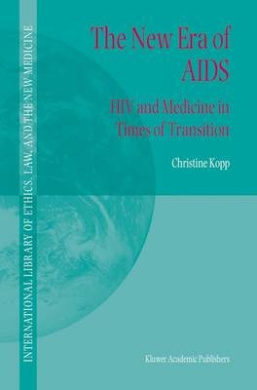 The New Era of
AIDS
HIV and Medicine in
Times of Transition
Christine Kopp
Kluwer Academic Publishers
INTERNATIONAL LIBRARY OF ETHICS, LAW, AND THE NEW MEDICINE